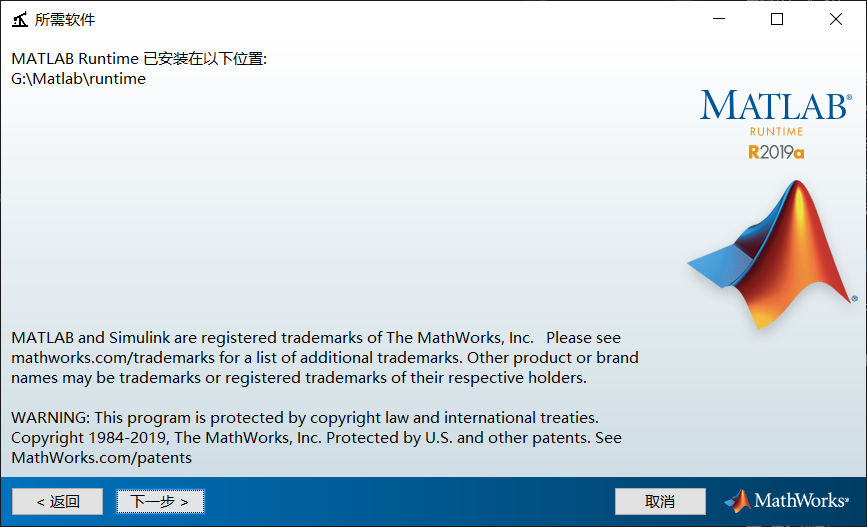 所需软件
MATLAB Runtime 已安装在以下位置:
G:\Matlab\runtime
MATLAB®
RUNTIME
R2019a
®
MATLAB and Simulink are registered trademarks of The MathWorks, Inc.   Please see
mathworks.com/trademarks for a list of additional trademarks. Other product or brand
names may be trademarks or registered trademarks of their respective holders.
WARNING: This program is protected by copyright law and international treaties.
Copyright 1984-2019, The MathWorks, Inc. Protected by U.S. and other patents. See
MathWorks.com/patents
< 返回
下一步 >
取消
MathWorks®